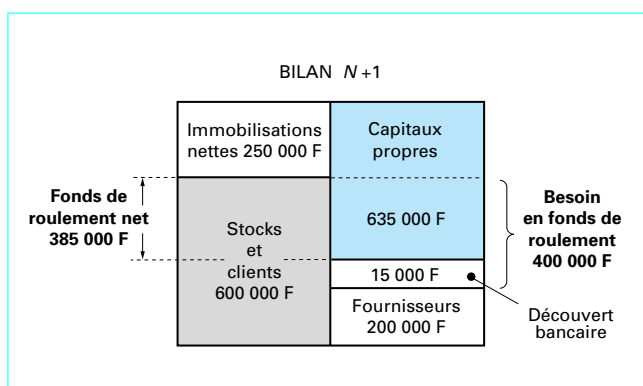 BILAN N +1
Immobilisations
nettes 250 000 F
Capitaux
propres
Fonds de
roulement net
385 000 F
Stocks
et
clients
600 000 F
635 000 F
15 000 F
Fournisseurs
200 000 F
Besoin
en fonds de
roulement
400 000 F
Découvert
bancaire